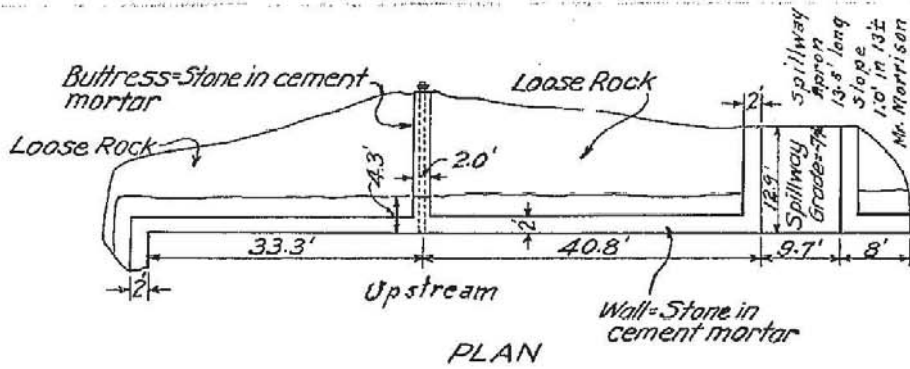 Buttress=Stone in cement
mortar
Loose Rock
Loose Rock
2'
Spillway
Apron
13.8' long
slope
1.0' in 13'±
Mr. Morrison
4.3'
2.0'
12.9'
Spillway
Grade=
2'
33.3'
40.8'
9.7'
8'
2'
Upstream
Wall=Stone in
cement mortar
PLAN